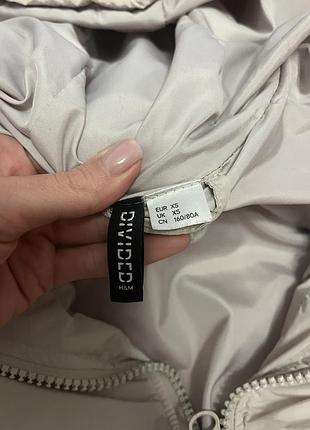 DIVIDED
H&M
EUR XS
UK XS
CN 160/80A